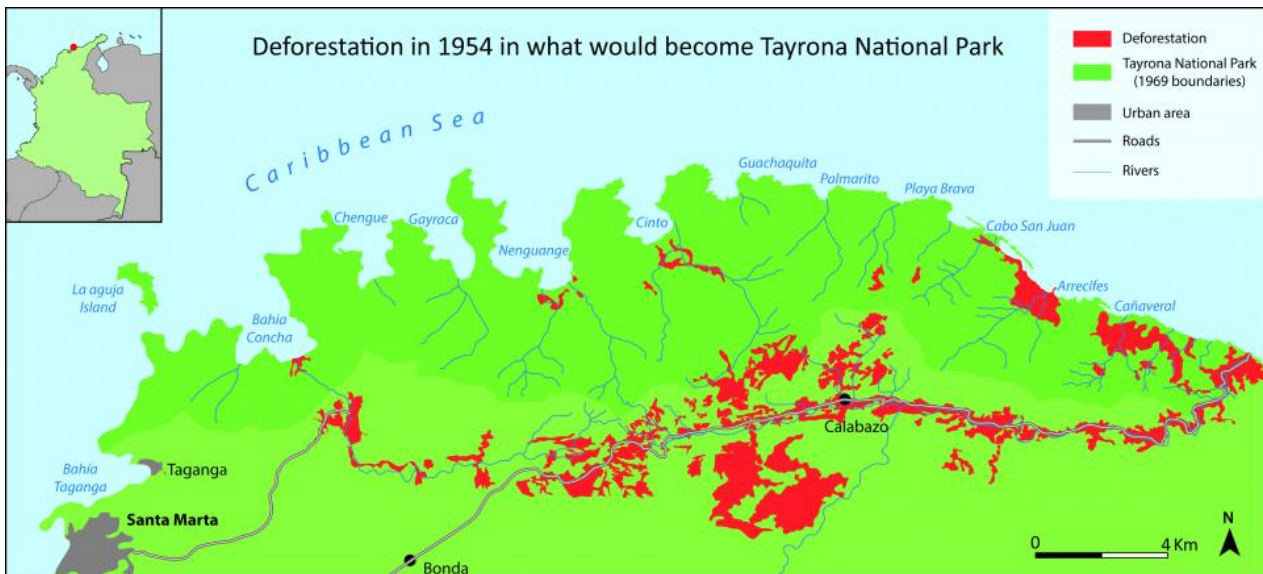 Deforestation in 1954 in what would become Tayrona National Park
Deforestation
Tayrona National Park
(1969 boundaries)
Urban area
Roads
Rivers
Caribbean Sea
Guachaquita
Palmarito
Playa Brava
Chengue
Gayraca
Cinto
Cabo San Juan
Nenguange
La aguja
Island
Arrecifes
Cañaveral
Bahia
Concha
Calabazo
Bahía
Taganga
Taganga
Santa Marta
Bonda
N
0
4 Km